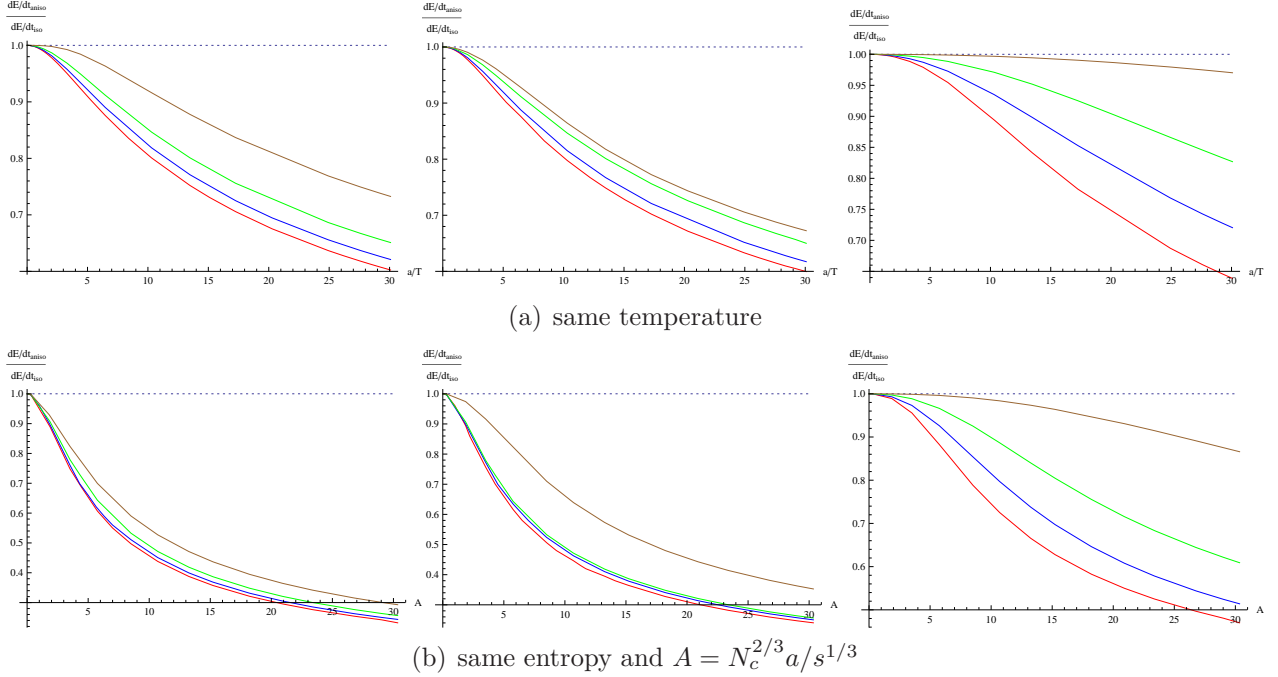 dE/dt_aniso
dE/dt_iso
1.0
0.9
0.8
0.7
5 10 15 20 25 30 a/T
dE/dt_aniso
dE/dt_iso
1.0
0.9
0.8
0.7
5 10 15 20 25 30 a/T
dE/dt_aniso
dE/dt_iso
1.00
0.95
0.90
0.85
0.80
0.75
0.70
5 10 15 20 25 30 a/T
(a) same temperature
dE/dt_aniso
dE/dt_iso
1.0
0.9
0.8
0.7
0.6
0.5
0.4
5 10 15 20 25 30 A
dE/dt_aniso
dE/dt_iso
1.0
0.9
0.8
0.7
0.6
0.5
0.4
5 10 15 20 25 30 A
dE/dt_aniso
dE/dt_iso
1.0
0.9
0.8
0.7
0.6
5 10 15 20 25 30 A
(b) same entropy and A = N_c^{2/3} a/s^{1/3}